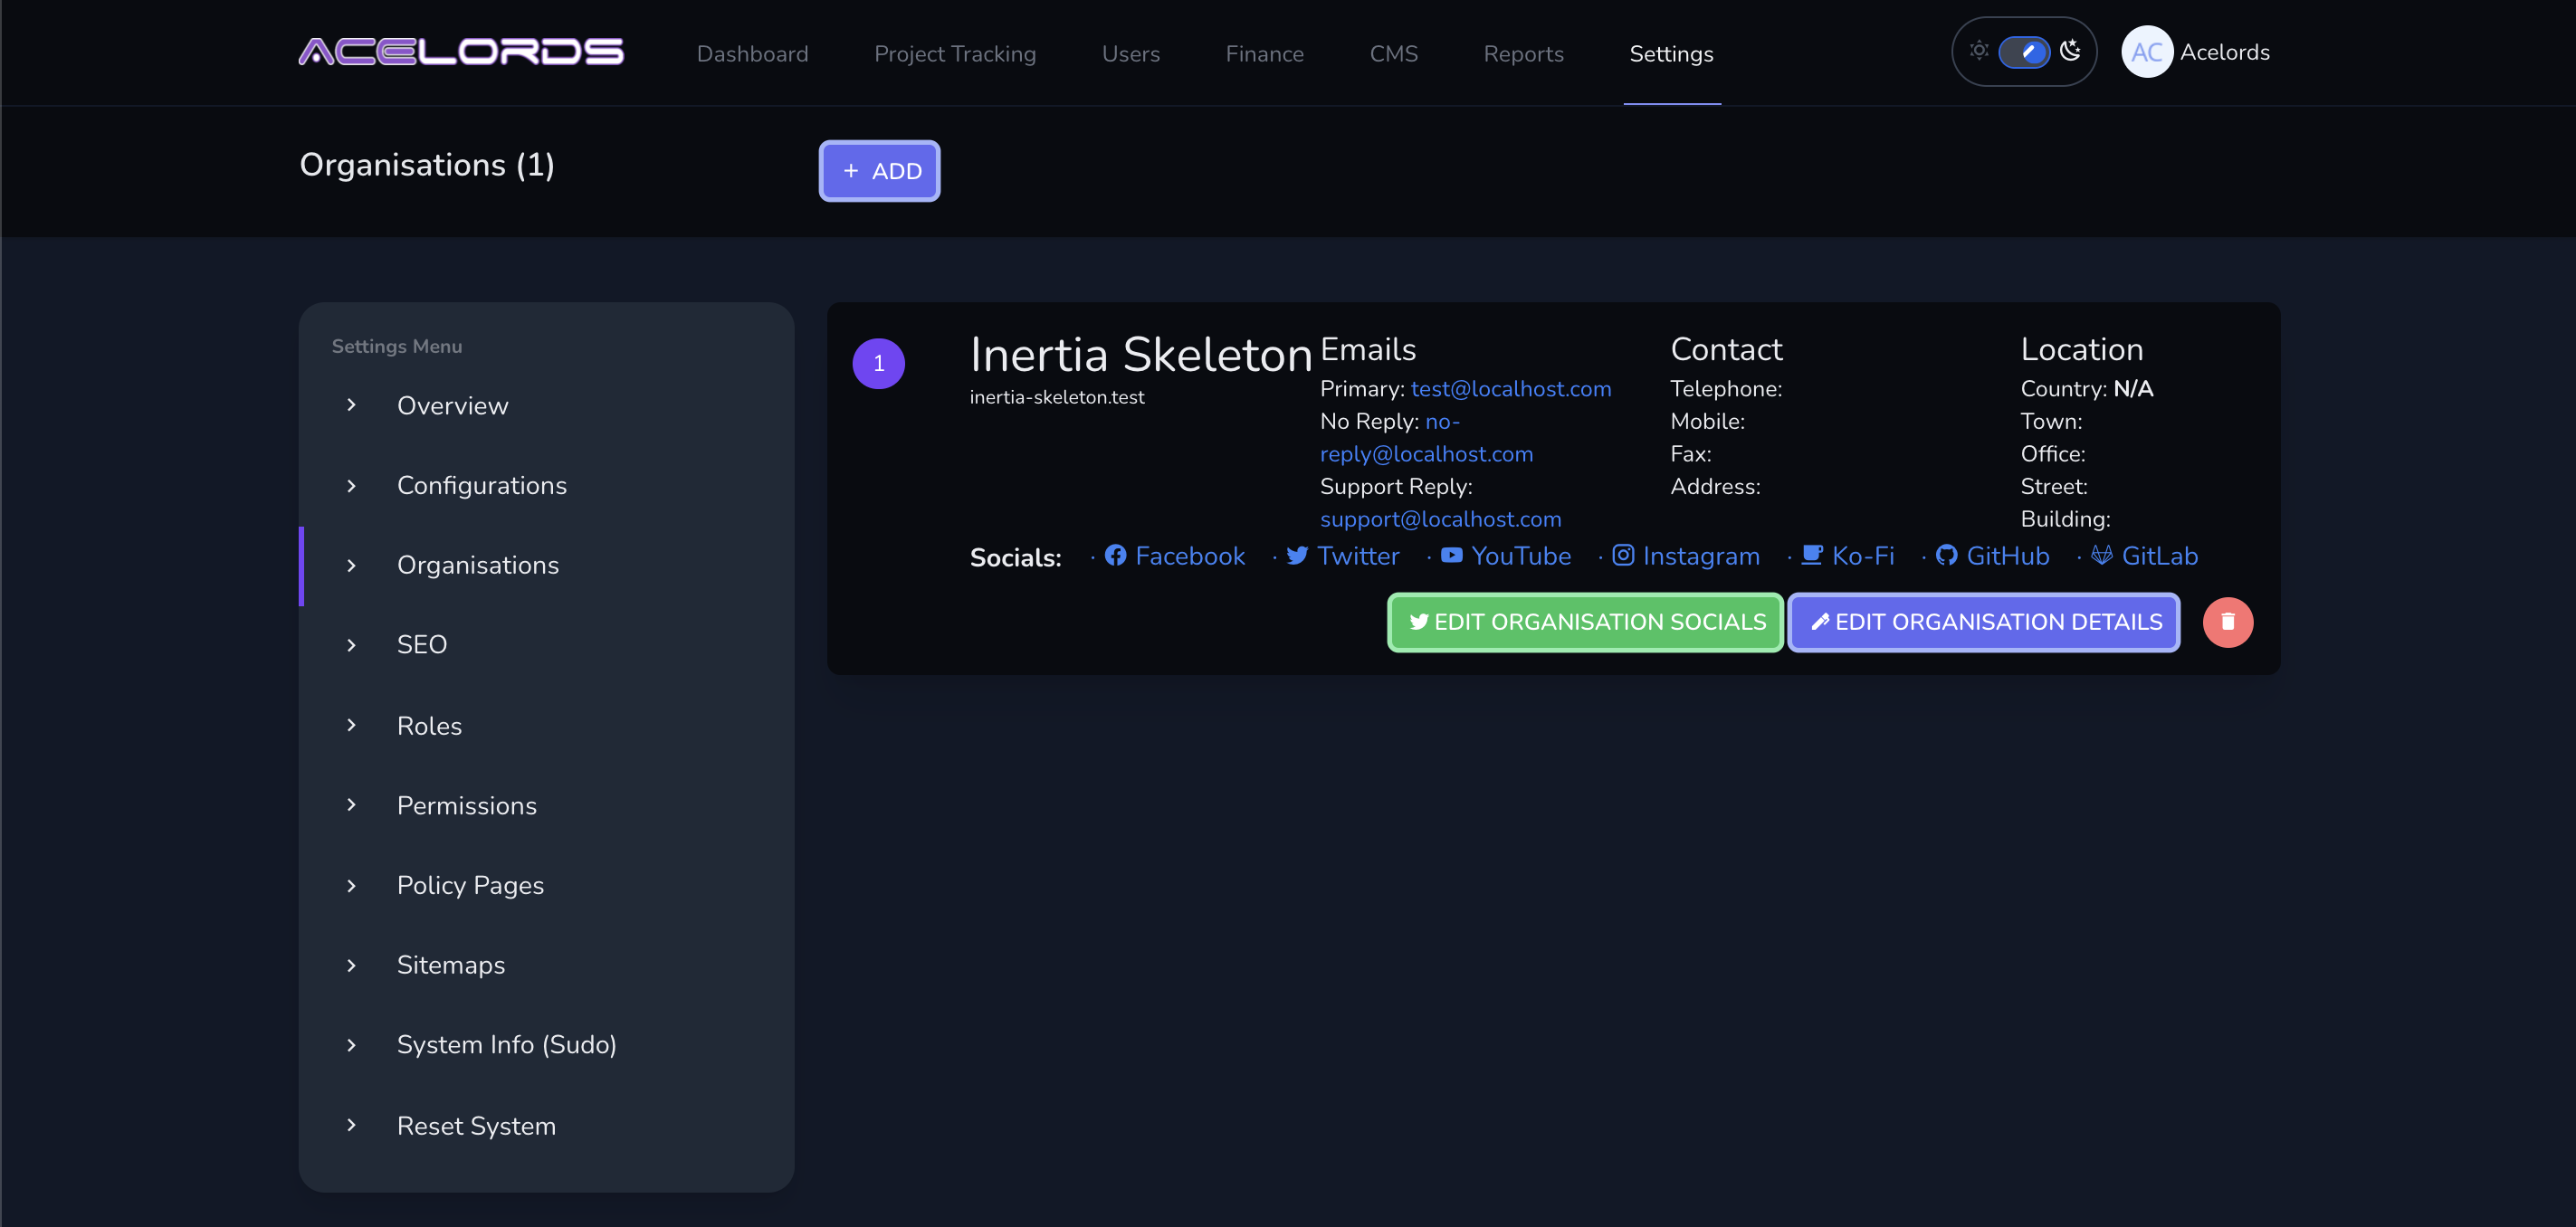 ACELORDS Dashboard Project Tracking Users Finance CMS Reports Settings AC Acelords
Organisations (1) + ADD
Settings Menu
Overview
Configurations
Organisations
SEO
Roles
Permissions
Policy Pages
Sitemaps
System Info (Sudo)
Reset System
1
Inertia Skeleton
inertia-skeleton.test
Emails
Primary: test@localhost.com
No Reply: no-
reply@localhost.com
Support Reply:
support@localhost.com
Contact
Telephone:
Mobile:
Fax:
Address:
Location
Country: N/A
Town:
Office:
Street:
Building:
Socials: · Facebook · Twitter · YouTube · Instagram · Ko-Fi · GitHub · GitLab
EDIT ORGANISATION SOCIALS EDIT ORGANISATION DETAILS